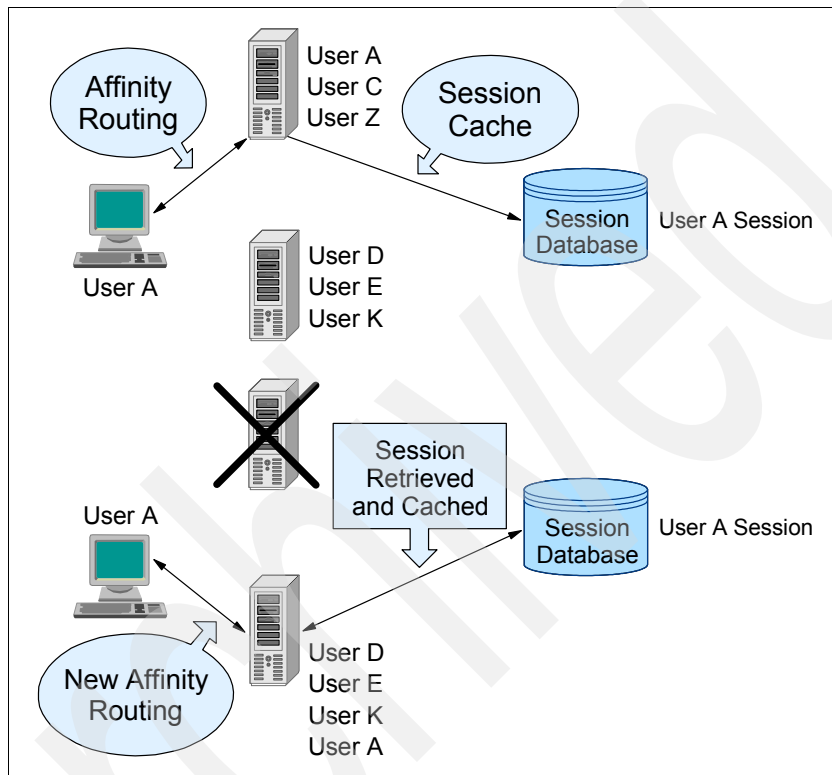 Affinity
Routing
User A
User C
User Z
Session
Cache
User A
Session
Database
User A Session
User D
User E
User K
Session
Retrieved
and Cached
User A
Session
Database
User A Session
New Affinity
Routing
User D
User E
User K
User A